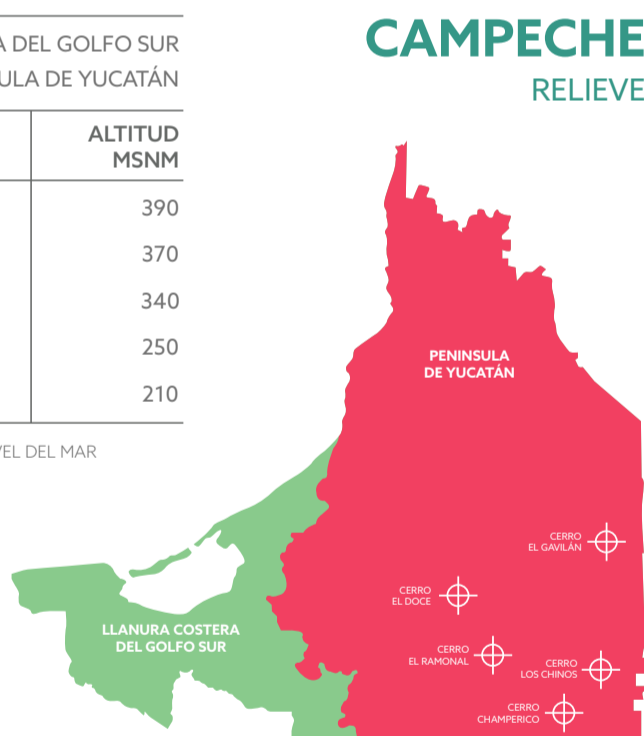 A DEL GOLFO SUR
ULA DE YUCATÁN
ALTITUD
MSNM
390
370
340
250
210
VEL DEL MAR
CAMPECHE
RELIEVE
PENINSULA
DE YUCATÁN
CERRO
EL GAVILÁN
CERRO
EL DOCE
LLANURA COSTERA
DEL GOLFO SUR
CERRO
EL RAMONAL
CERRO
LOS CHINOS
CERRO
CHAMPERICO